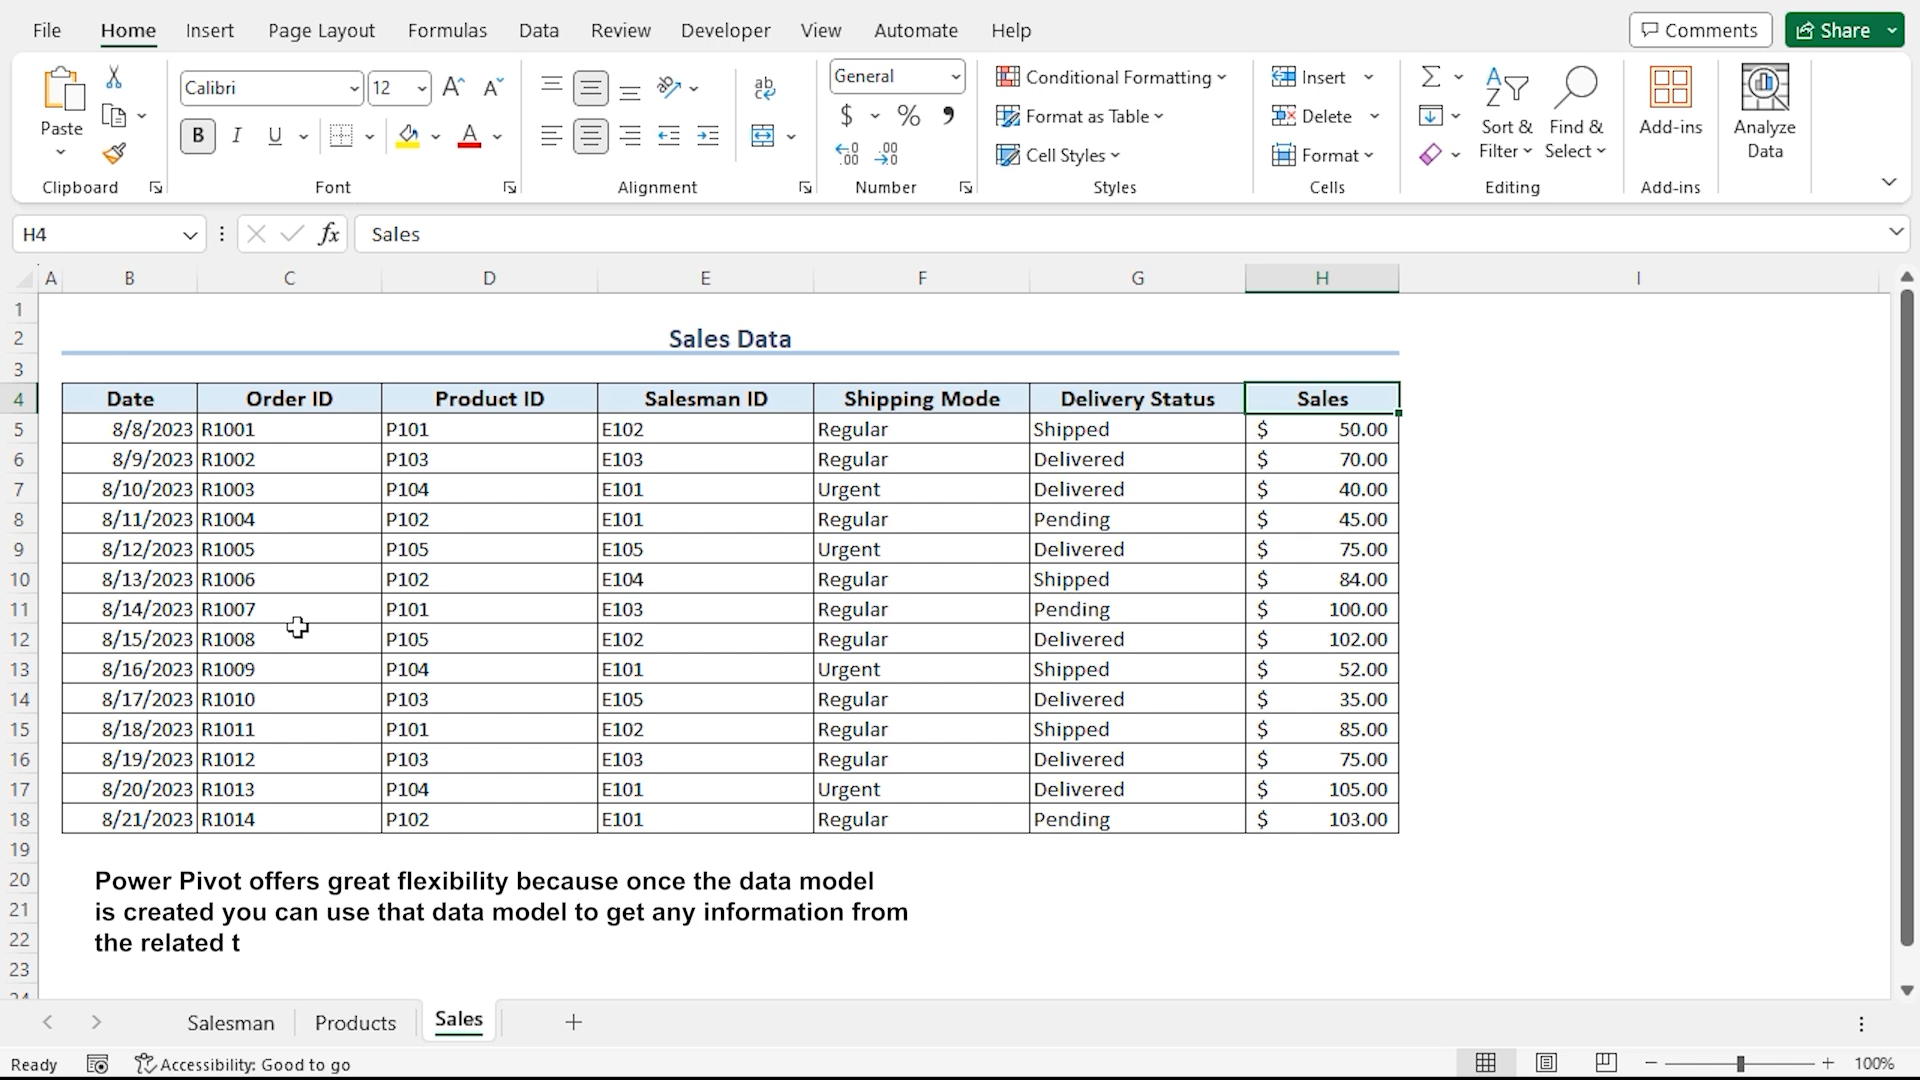 File Home Insert Page Layout Formulas Data Review Developer View Automate Help Comments Share
Calibri 12 General Conditional Formatting Insert
Paste B I U A $ % Format as Table Delete Sort & Filter Find & Select Add-ins Analyze Data
Cell Styles Format
Clipboard Font Alignment Number Styles Cells Editing Add-ins
H4 fx Sales
A B C D E F G H I
1
2 Sales Data
3
4 Date Order ID Product ID Salesman ID Shipping Mode Delivery Status Sales
5 8/8/2023 R1001 P101 E102 Regular Shipped $ 50.00
6 8/9/2023 R1002 P103 E103 Regular Delivered $ 70.00
7 8/10/2023 R1003 P104 E101 Urgent Delivered $ 40.00
8 8/11/2023 R1004 P102 E101 Regular Pending $ 45.00
9 8/12/2023 R1005 P105 E105 Urgent Delivered $ 75.00
10 8/13/2023 R1006 P102 E104 Regular Shipped $ 84.00
11 8/14/2023 R1007 P101 E103 Regular Pending $ 100.00
12 8/15/2023 R1008 P105 E102 Regular Delivered $ 102.00
13 8/16/2023 R1009 P104 E101 Urgent Shipped $ 52.00
14 8/17/2023 R1010 P103 E105 Regular Delivered $ 35.00
15 8/18/2023 R1011 P101 E102 Regular Shipped $ 85.00
16 8/19/2023 R1012 P103 E103 Regular Delivered $ 75.00
17 8/20/2023 R1013 P104 E101 Urgent Delivered $ 105.00
18 8/21/2023 R1014 P102 E101 Regular Pending $ 103.00
19
20 Power Pivot offers great flexibility because once the data model
21 is created you can use that data model to get any information from
22 the related t
23
24
Salesman Products Sales
Ready Accessibility: Good to go 100%